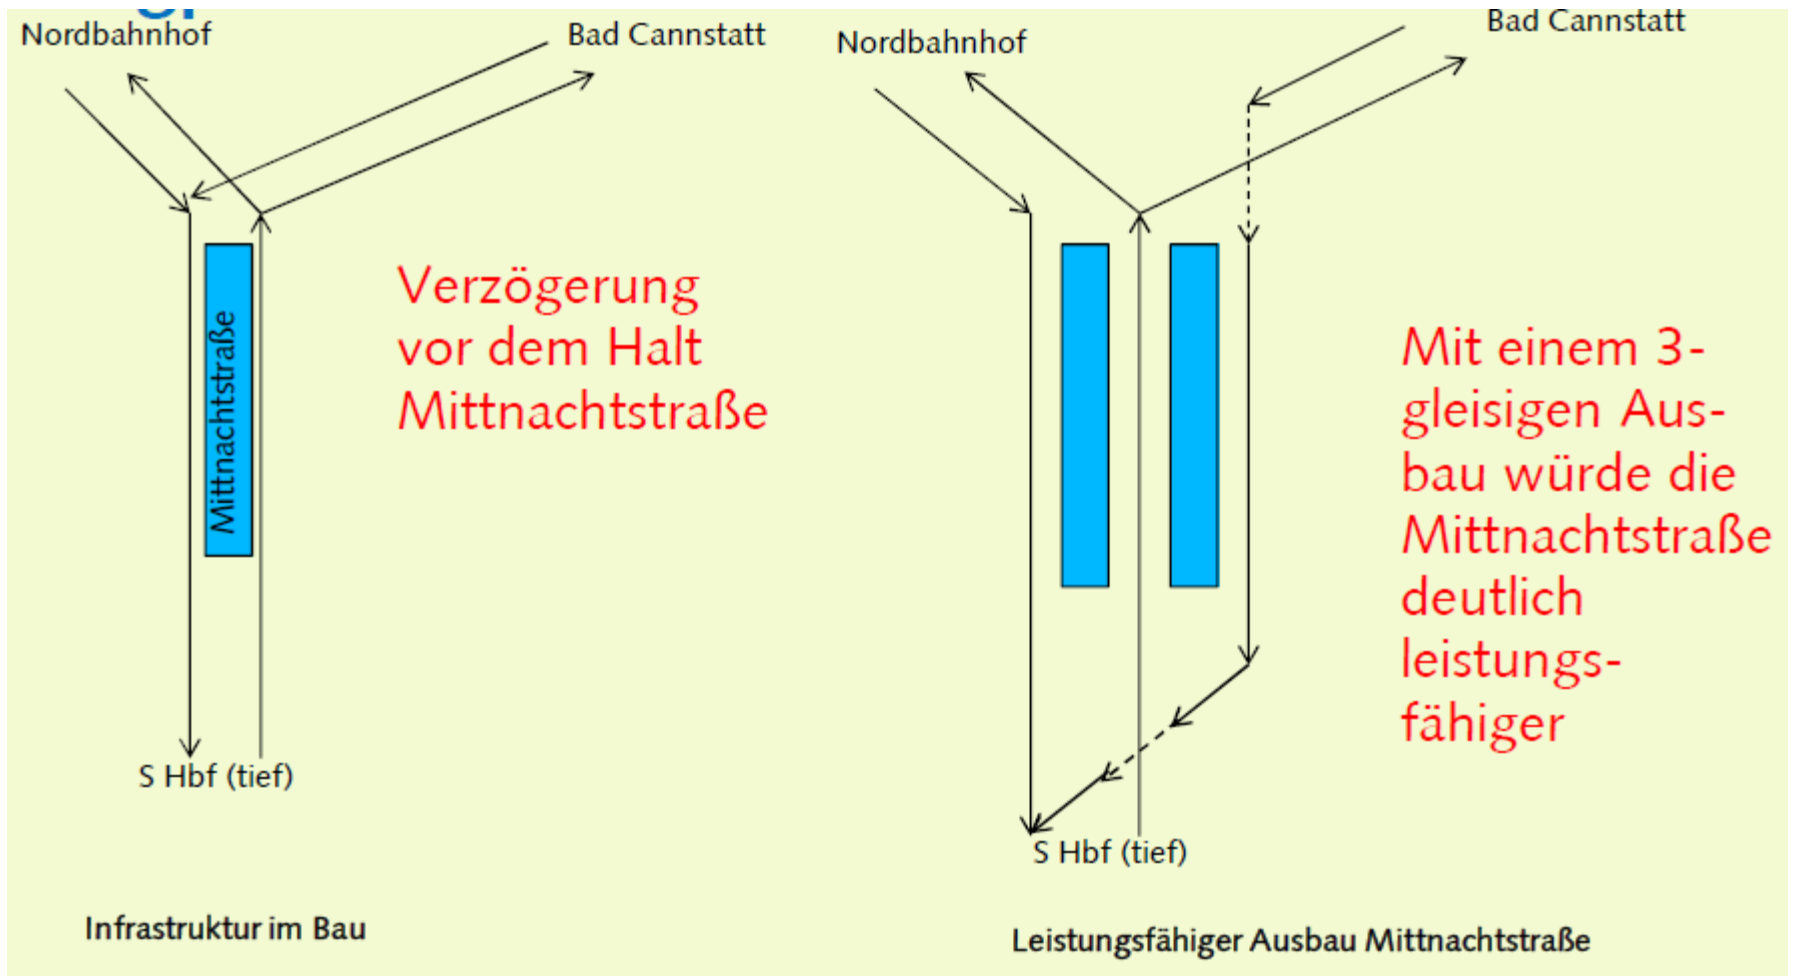 Nordbahnhof
Bad Cannstatt
Mittnachtstraße
Verzögerung
vor dem Halt
Mittnachtstraße
S Hbf (tief)
Infrastruktur im Bau
Nordbahnhof
Bad Cannstatt
Mit einem 3-
gleisigen Aus-
bau würde die
Mittnachtstraße
deutlich
leistungs-
fähiger
S Hbf (tief)
Leistungsfähiger Ausbau Mittnachtstraße